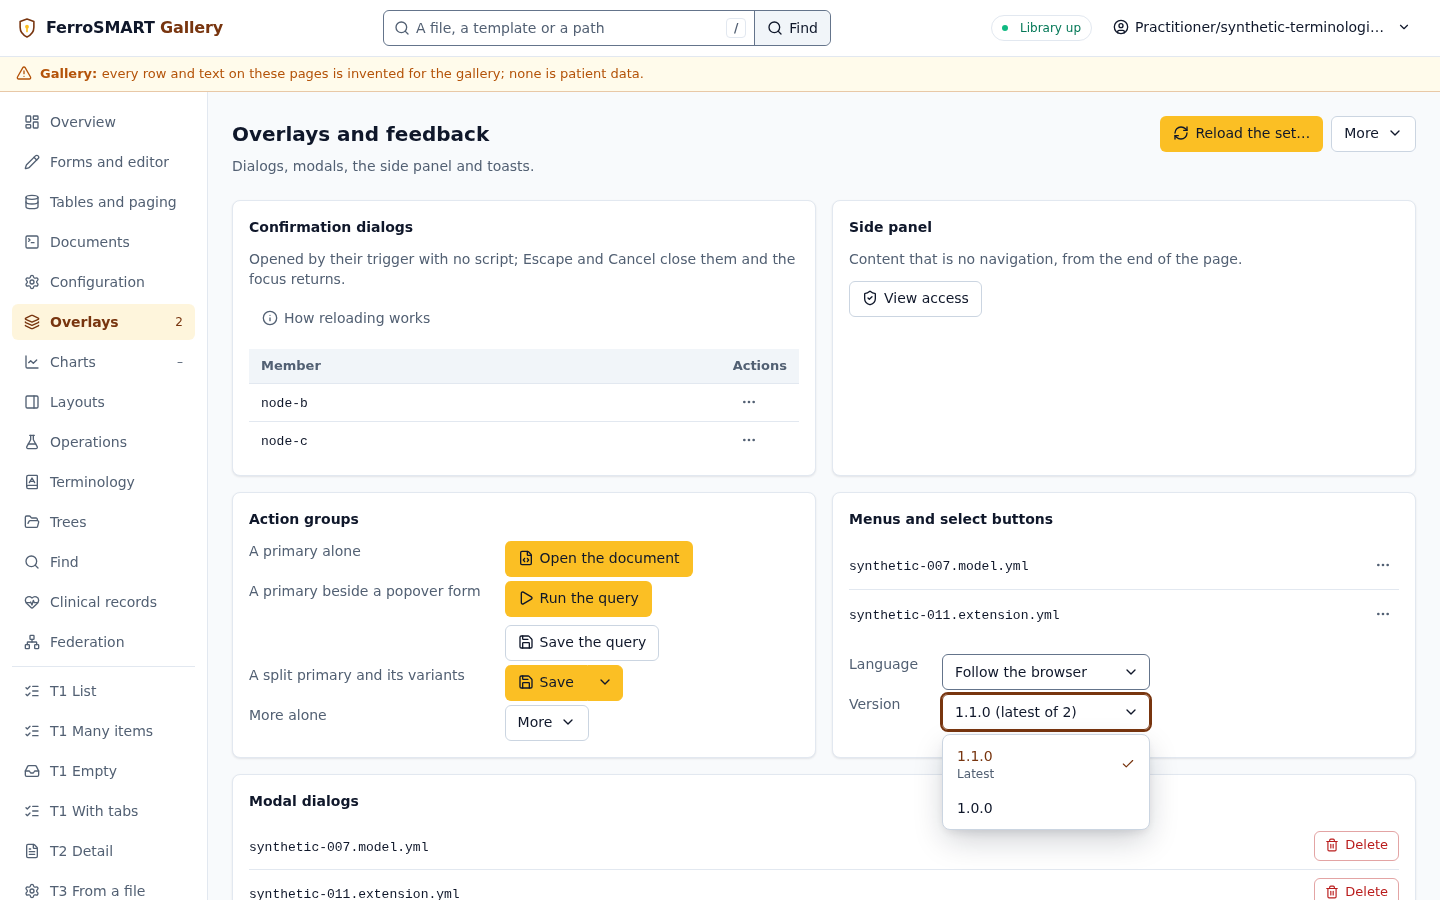 FerroSMART Gallery
A file, a template or a path
/
Find
Library up
Practitioner/synthetic-terminologi...
Gallery: every row and text on these pages is invented for the gallery; none is patient data.
Overview
Forms and editor
Tables and paging
Documents
Configuration
Overlays 2
Charts –
Layouts
Operations
Terminology
Trees
Find
Clinical records
Federation
T1 List
T1 Many items
T1 Empty
T1 With tabs
T2 Detail
T3 From a file
Overlays and feedback
Dialogs, modals, the side panel and toasts.
Reload the set...
More
Confirmation dialogs
Opened by their trigger with no script; Escape and Cancel close them and the
focus returns.
How reloading works
Member Actions
node-b
node-c
Side panel
Content that is no navigation, from the end of the page.
View access
Action groups
A primary alone
Open the document
A primary beside a popover form
Run the query
Save the query
A split primary and its variants
Save
More alone
More
Menus and select buttons
synthetic-007.model.yml
synthetic-011.extension.yml
Language
Follow the browser
Version
1.1.0 (latest of 2)
1.1.0
Latest
1.0.0
Modal dialogs
synthetic-007.model.yml
Delete
synthetic-011.extension.yml
Delete